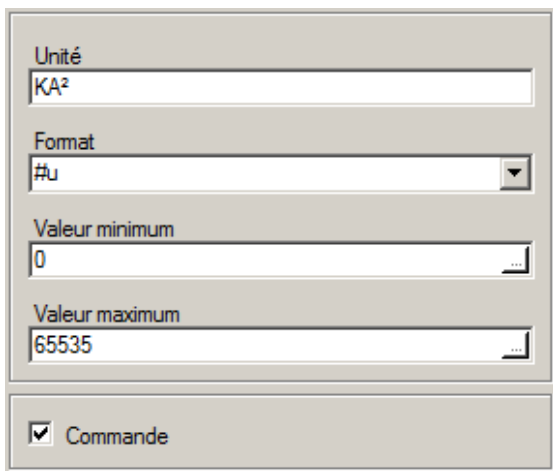 Unité
KA²
Format
#u
Valeur minimum
0
...
Valeur maximum
65535
...
Commande